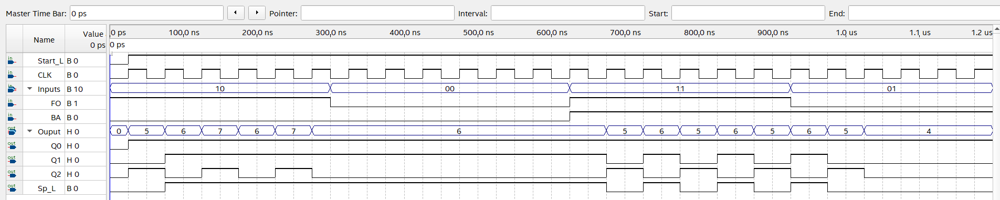 Master Time Bar: 0 ps Pointer: Interval: Start: End:
Name Value 0 ps
0 ps 100,0 ns 200,0 ns 300,0 ns 400,0 ns 500,0 ns 600,0 ns 700,0 ns 800,0 ns 900,0 ns 1.0 us 1.1 us 1.2 us
0 ps
in Start_L B 0
in CLK B 0
in Inputs B 10 10 00 11 01
in FO B 1
in BA B 0
out Ouput H 0 0 5 6 7 6 7 6 5 6 5 6 5 6 5 4
out Q0 H 0
out Q1 H 0
out Q2 H 0
out Sp_L B 0